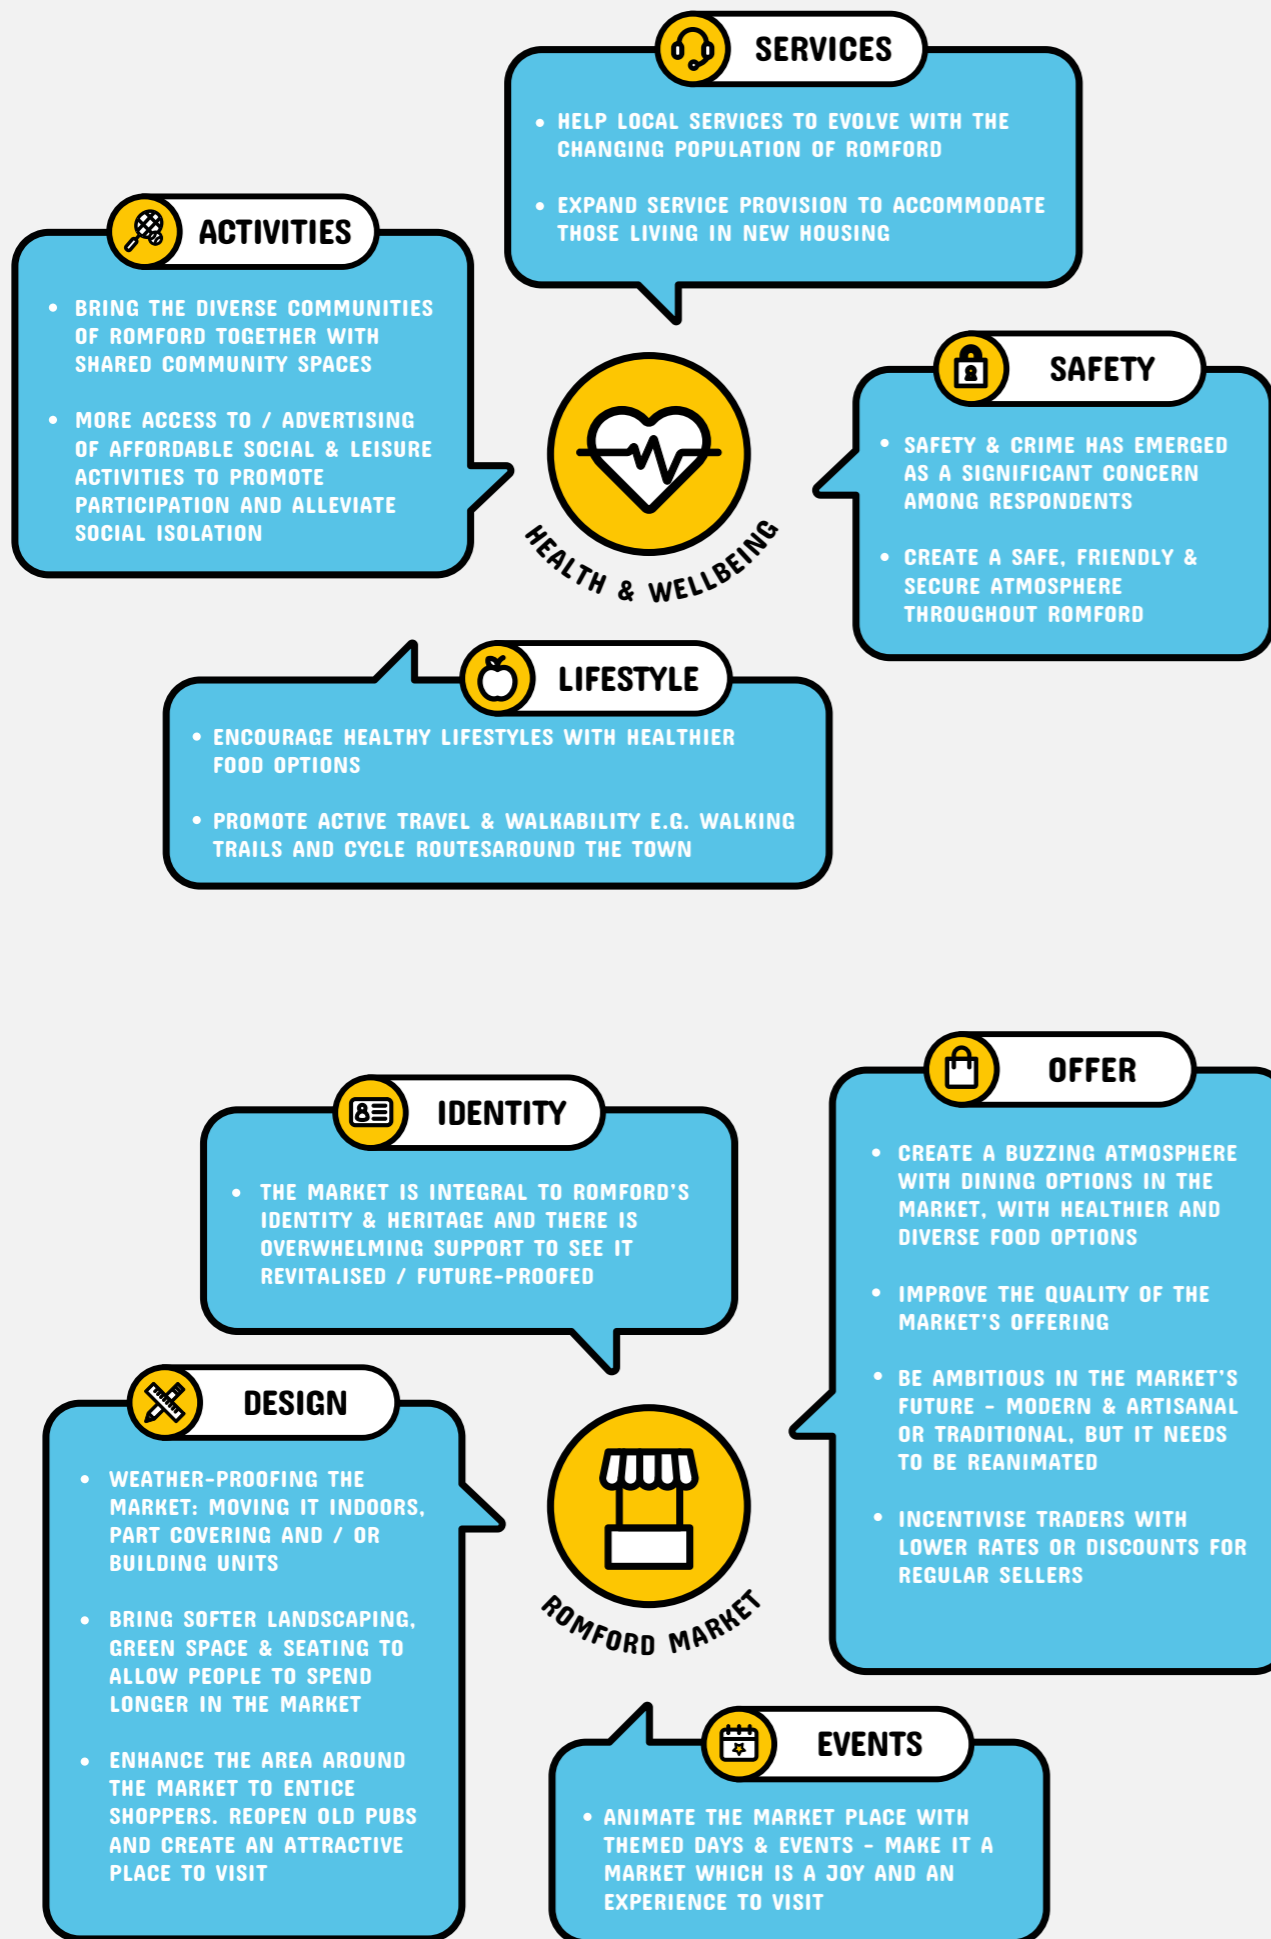 SERVICES
• HELP LOCAL SERVICES TO EVOLVE WITH THE
CHANGING POPULATION OF ROMFORD
• EXPAND SERVICE PROVISION TO ACCOMMODATE
THOSE LIVING IN NEW HOUSING
ACTIVITIES
• BRING THE DIVERSE COMMUNITIES
OF ROMFORD TOGETHER WITH
SHARED COMMUNITY SPACES
• MORE ACCESS TO / ADVERTISING
OF AFFORDABLE SOCIAL & LEISURE
ACTIVITIES TO PROMOTE
PARTICIPATION AND ALLEVIATE
SOCIAL ISOLATION
SAFETY
• SAFETY & CRIME HAS EMERGED
AS A SIGNIFICANT CONCERN
AMONG RESPONDENTS
• CREATE A SAFE, FRIENDLY &
SECURE ATMOSPHERE
THROUGHOUT ROMFORD
HEALTH & WELLBEING
LIFESTYLE
• ENCOURAGE HEALTHY LIFESTYLES WITH HEALTHIER
FOOD OPTIONS
• PROMOTE ACTIVE TRAVEL & WALKABILITY E.G. WALKING
TRAILS AND CYCLE ROUTESAROUND THE TOWN
IDENTITY
• THE MARKET IS INTEGRAL TO ROMFORD'S
IDENTITY & HERITAGE AND THERE IS
OVERWHELMING SUPPORT TO SEE IT
REVITALISED / FUTURE-PROOFED
OFFER
• CREATE A BUZZING ATMOSPHERE
WITH DINING OPTIONS IN THE
MARKET, WITH HEALTHIER AND
DIVERSE FOOD OPTIONS
• IMPROVE THE QUALITY OF THE
MARKET'S OFFERING
• BE AMBITIOUS IN THE MARKET'S
FUTURE - MODERN & ARTISANAL
OR TRADITIONAL, BUT IT NEEDS
TO BE REANIMATED
• INCENTIVISE TRADERS WITH
LOWER RATES OR DISCOUNTS FOR
REGULAR SELLERS
DESIGN
• WEATHER-PROOFING THE
MARKET: MOVING IT INDOORS,
PART COVERING AND / OR
BUILDING UNITS
• BRING SOFTER LANDSCAPING,
GREEN SPACE & SEATING TO
ALLOW PEOPLE TO SPEND
LONGER IN THE MARKET
• ENHANCE THE AREA AROUND
THE MARKET TO ENTICE
SHOPPERS. REOPEN OLD PUBS
AND CREATE AN ATTRACTIVE
PLACE TO VISIT
ROMFORD MARKET
EVENTS
• ANIMATE THE MARKET PLACE WITH
THEMED DAYS & EVENTS - MAKE IT A
MARKET WHICH IS A JOY AND AN
EXPERIENCE TO VISIT